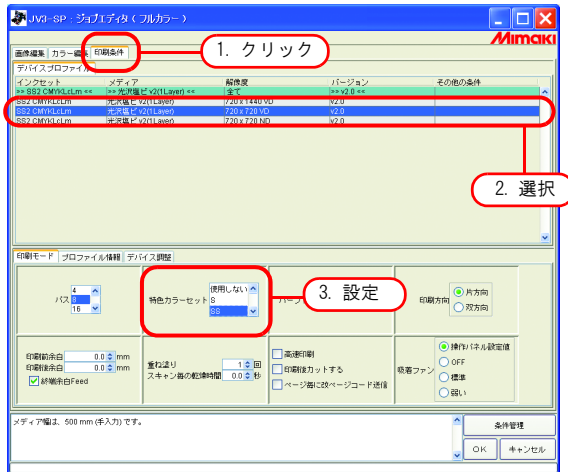 JV3-SP : ジョブエディタ ( フルカラー )
Mimaki
画像編集 カラー編集 印刷条件
1. クリック
デバイスプロファイル
インクセット メディア 解像度 バージョン その他の条件
>> SS2 CMYKLcLm << >> 光沢塩ビ v2(1Layer) << 全て >> v2.0 <<
SS2 CMYKLcLm 光沢塩ビ v2(1Layer) 720 x 1440 VD v2.0
SS2 CMYKLcLm 光沢塩ビ v2(1Layer) 720 x 720 VD v2.0
SS2 CMYKLcLm 光沢塩ビ v2(1Layer) 720 x 720 ND v2.0
2. 選択
印刷モード プロファイル情報 デバイス調整
パス 4 8 16
特色カラーセット 使用しない S SS
3. 設定
印刷方向 片方向 双方向
印刷前余白 0.0 mm
印刷後余白 0.0 mm
終端余白Feed
重ね塗り 1 回
スキャン毎の乾燥時間 0.0 秒
高速印刷
印刷後カットする
ページ毎に改ページコード送信
吸着ファン 操作パネル設定値 OFF 標準 弱い
メディア幅は、500 mm (手入力) です。
条件管理
OK キャンセル